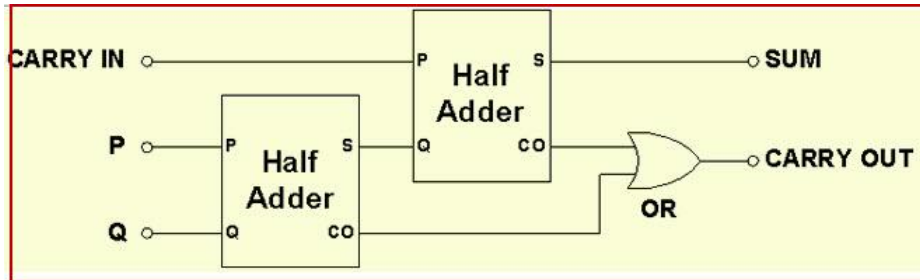 CARRY IN
P
S
SUM
Half
Adder
P
P
S
Q
CO
CARRY OUT
Half
Adder
OR
Q
Q
CO